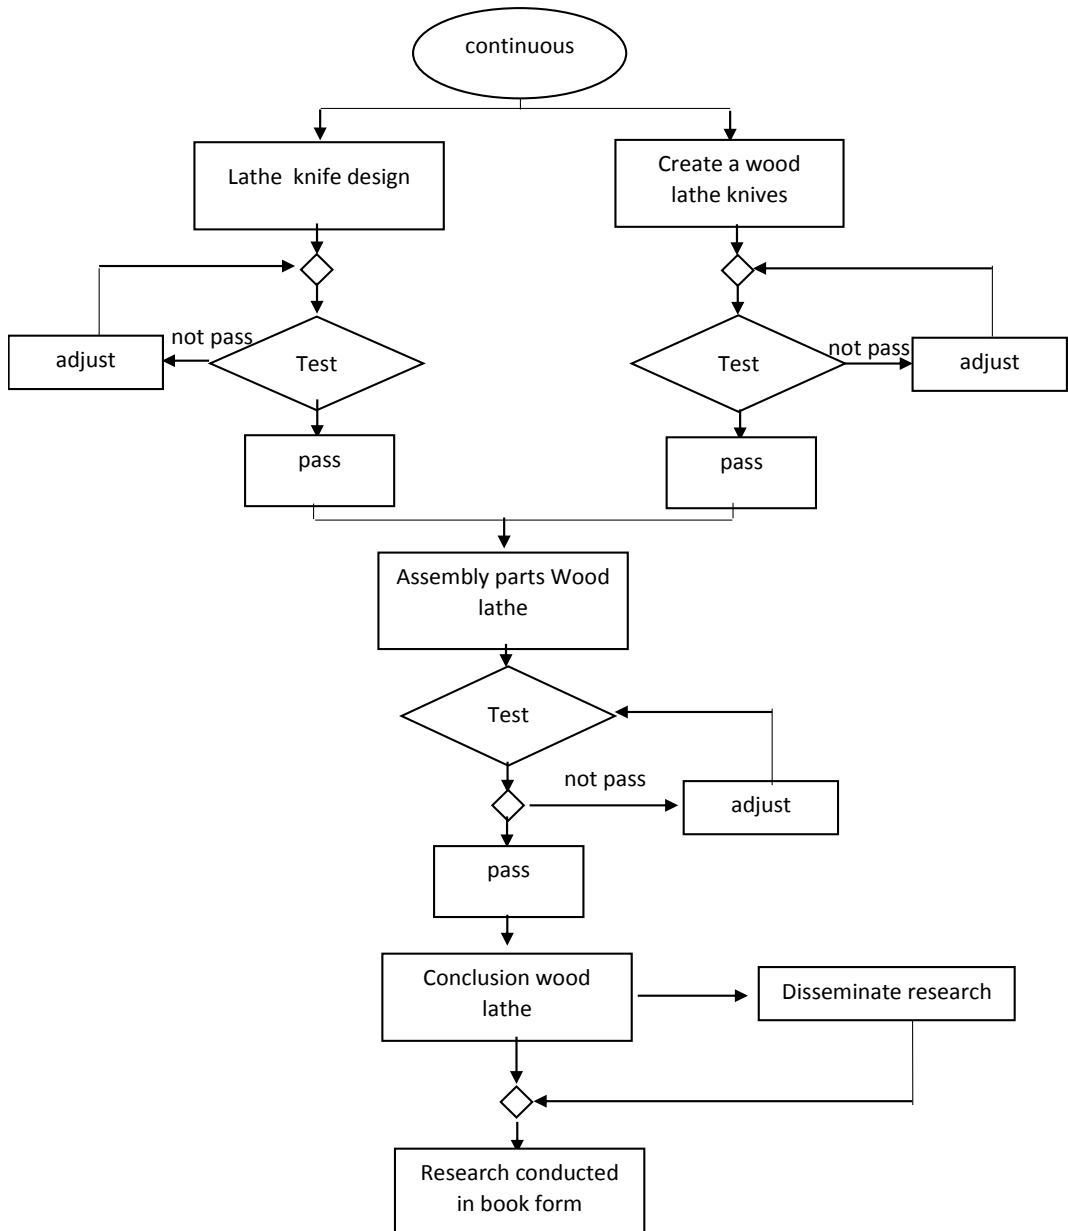 continuous
Lathe  knife design
Create a wood
lathe knives
not pass
adjust
Test
Test
not pass
adjust
pass
pass
Assembly parts Wood
lathe
Test
not pass
adjust
pass
Conclusion wood
lathe
Disseminate research
Research conducted
in book form